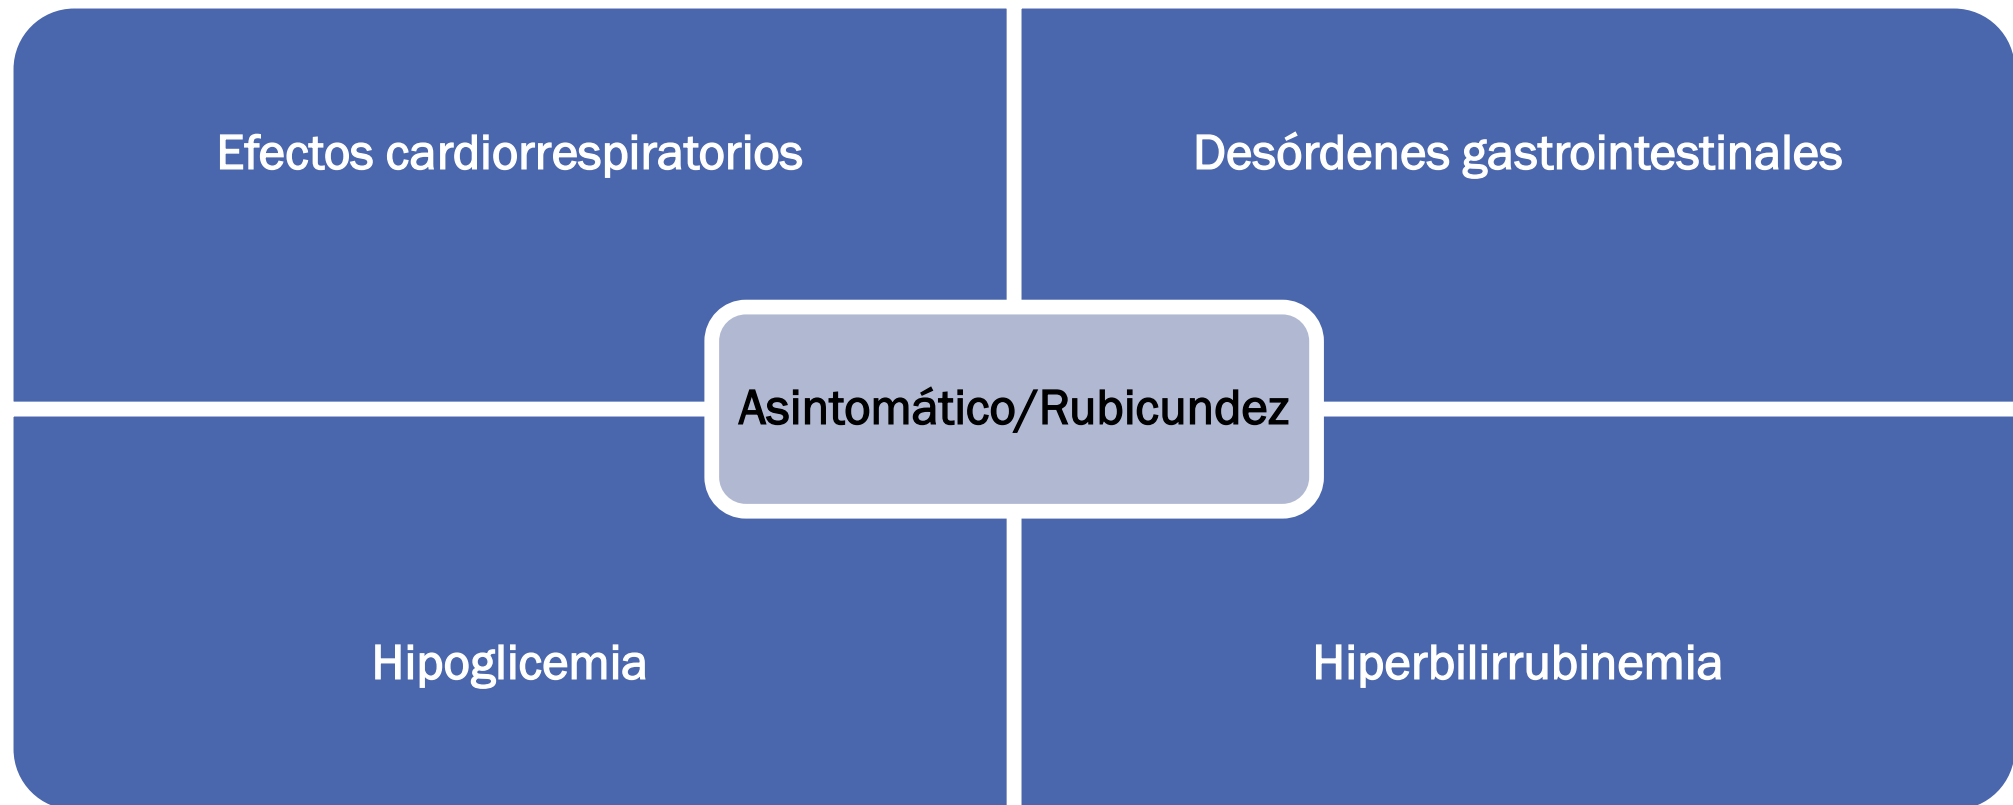 Efectos cardiorrespiratorios
Desórdenes gastrointestinales
Asintomático/Rubicundez
Hipoglicemia
Hiperbilirrubinemia